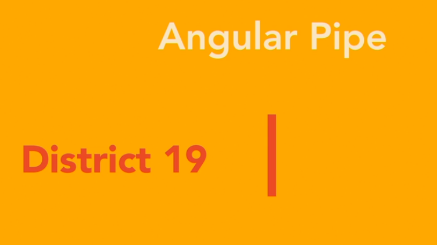 Angular Pipe
District 19 |